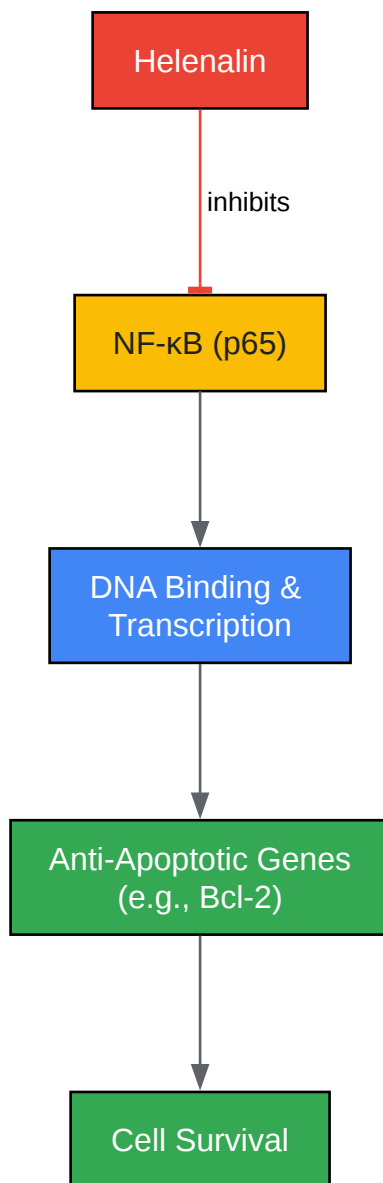 Helenalin
inhibits
NF-κB (p65)
DNA Binding &
Transcription
Anti-Apoptotic Genes
(e.g., Bcl-2)
Cell Survival